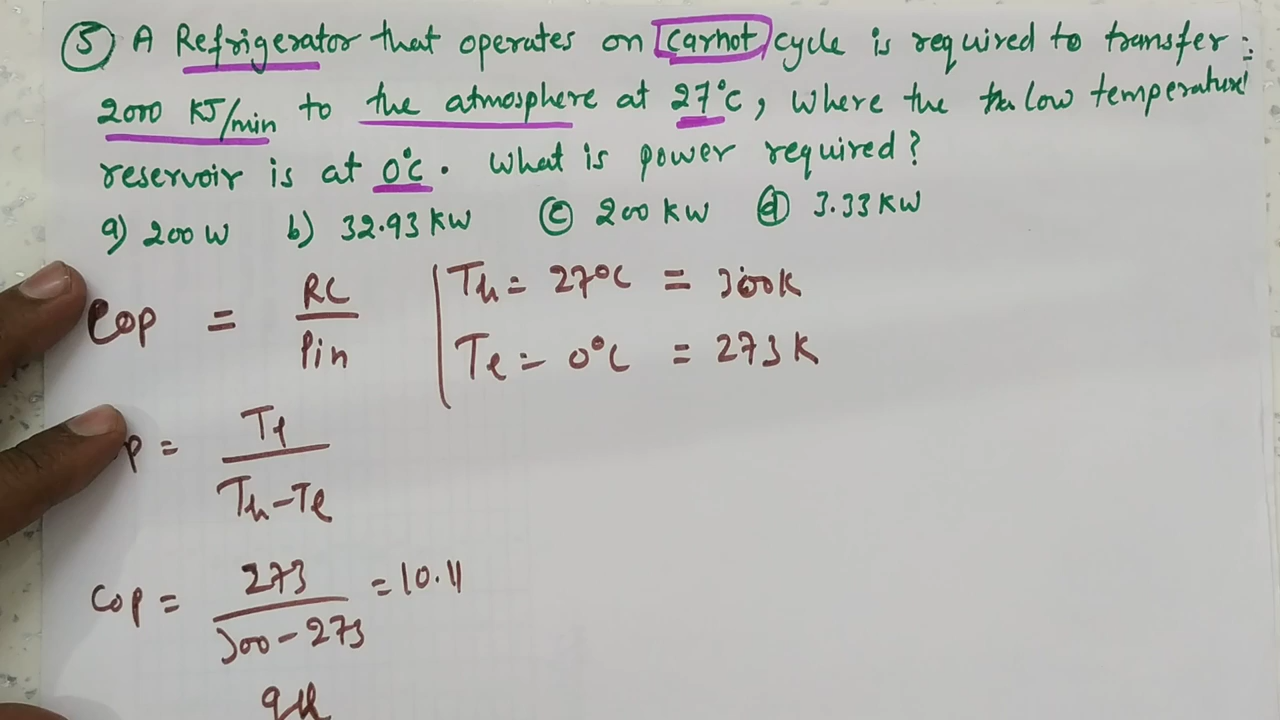 5) A Refrigerator that operates on Carnot cycle is required to transfer
2000 KJ/min to the atmosphere at 27°C, Where the low temperature
reservoir is at 0°C. What is power required?
a) 200 W b) 32.93 KW c) 200 KW d) 3.33 KW
Cop = RC / Pin
Th = 27°C = 300K
Tl = 0°C = 273 K
p = Tl / Th - Tl
Cop = 273 / 300 - 273 = 10.11